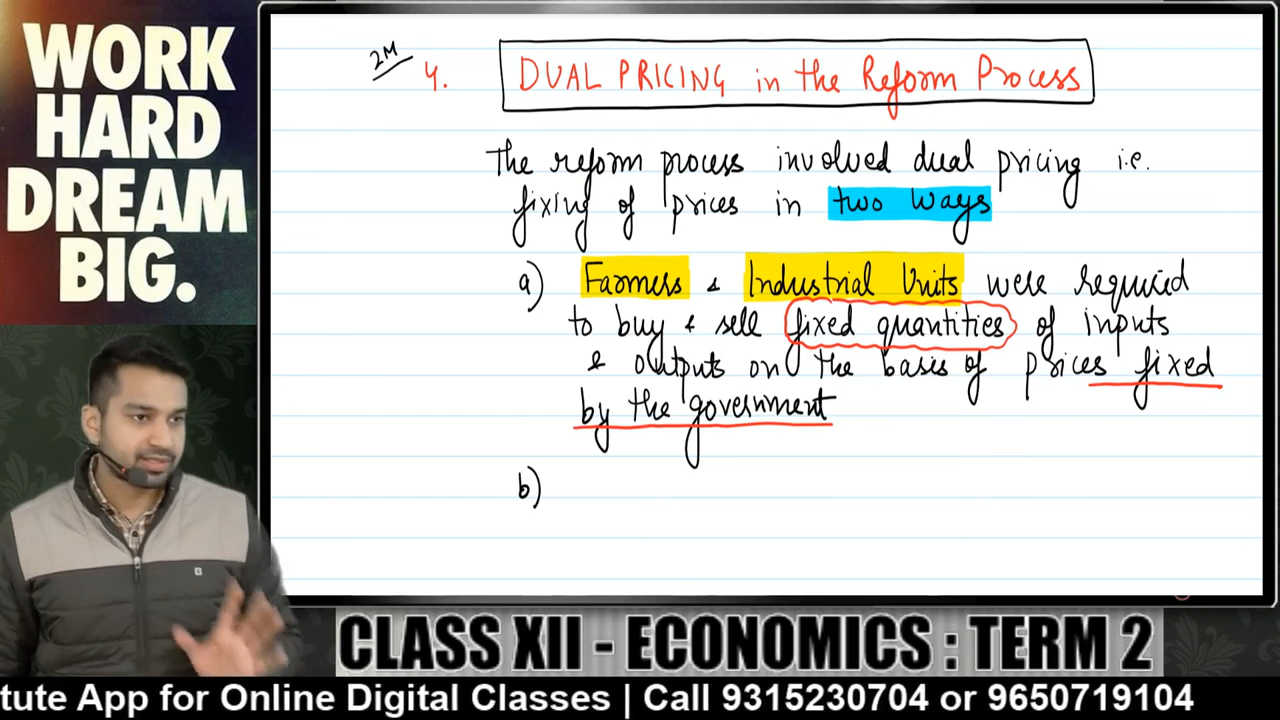 WORK
HARD
DREAM
BIG.
2M
4. DUAL PRICING in the Reform Process
The reform process involved dual pricing i.e.
fixing of prices in two ways
a) Farmers & Industrial Units were required
to buy & sell fixed quantities of inputs
& outputs on the basis of prices fixed
by the government
b)
CLASS XII - ECONOMICS : TERM 2
tute App for Online Digital Classes | Call 9315230704 or 9650719104